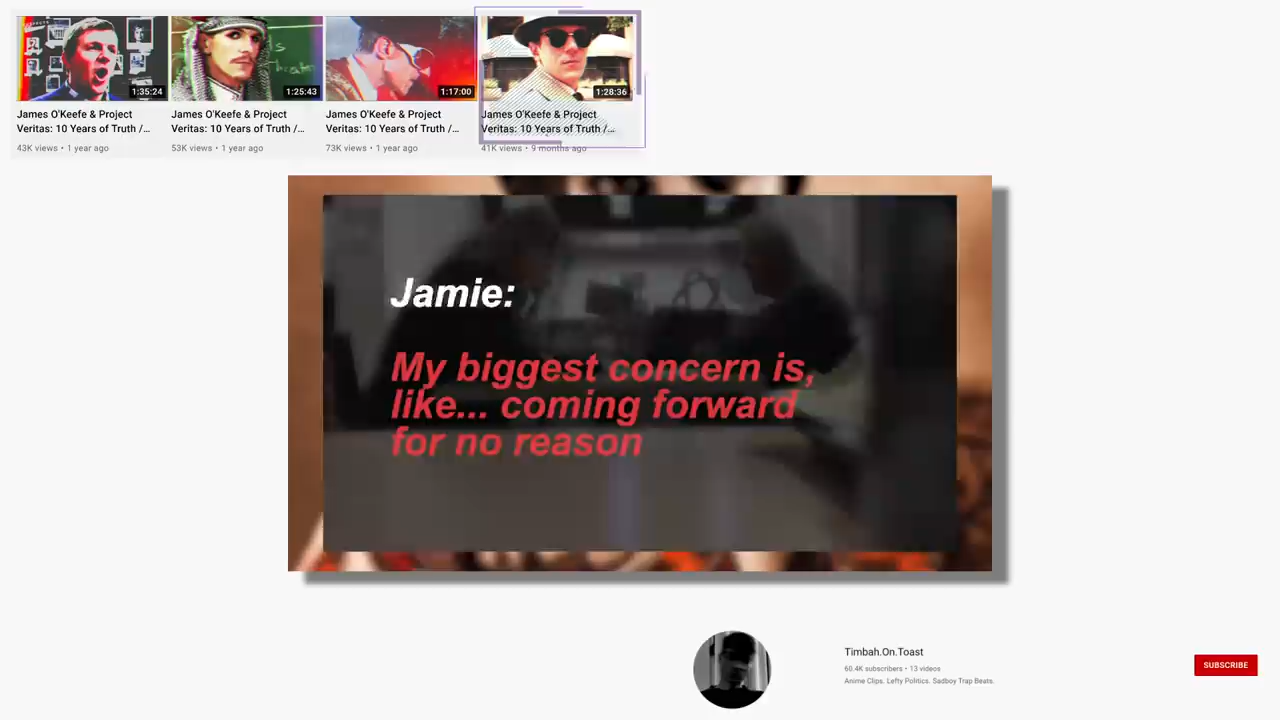 1:35:24
James O'Keefe & Project
Veritas: 10 Years of Truth /...
43K views • 1 year ago
1:25:43
James O'Keefe & Project
Veritas: 10 Years of Truth /...
53K views • 1 year ago
1:17:00
James O'Keefe & Project
Veritas: 10 Years of Truth /...
73K views • 1 year ago
1:28:36
James O'Keefe & Project
Veritas: 10 Years of Truth /...
41K views • 9 months ago
Jamie:
My biggest concern is,
like... coming forward
for no reason
Timbah.On.Toast
60.4K subscribers • 13 videos
Anime Clips. Lefty Politics. Sadboy Trap Beats.
SUBSCRIBE